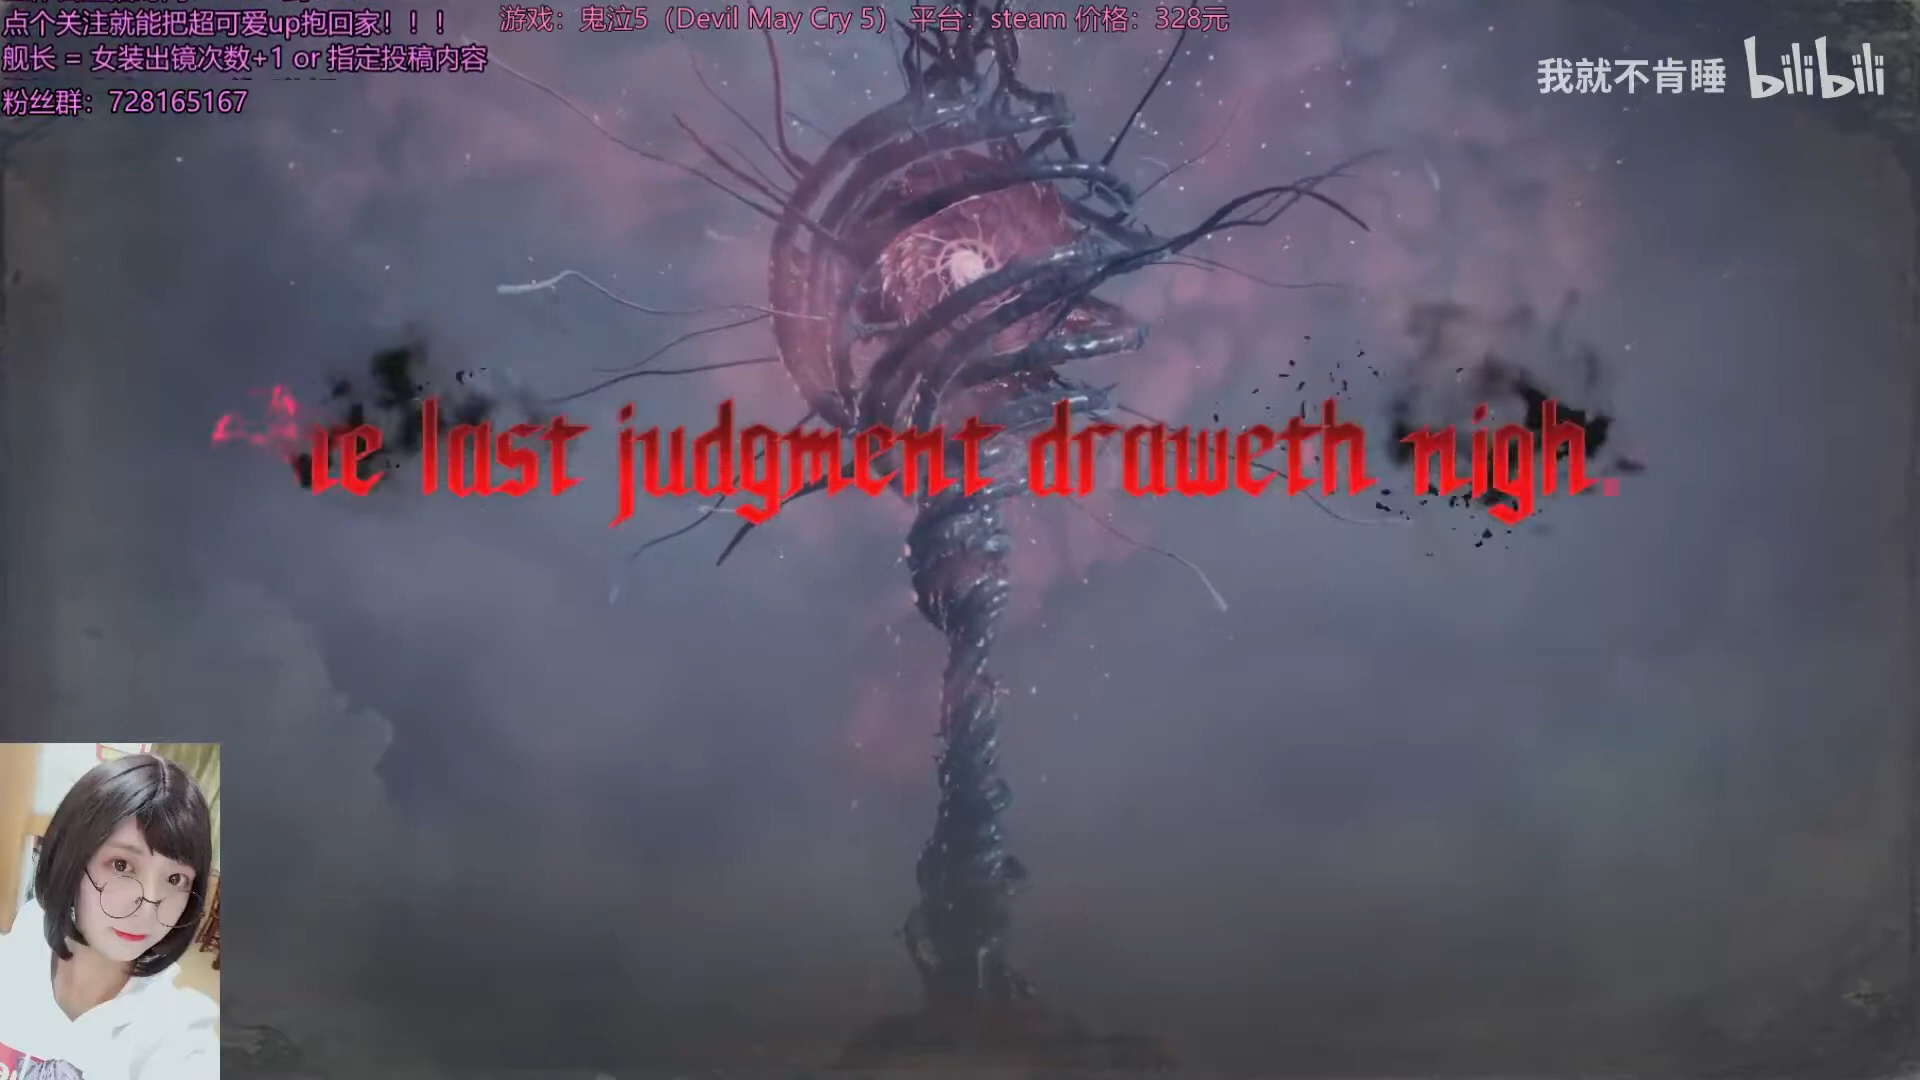 点个关注就能把超可爱up抱回家！！！
游戏：鬼泣5（Devil May Cry 5） 平台：steam 价格：328元
舰长 = 女装出镜次数+1 or 指定投稿内容
粉丝群：728165167
我就不肯睡 bilibili
last judgment draweth nigh.